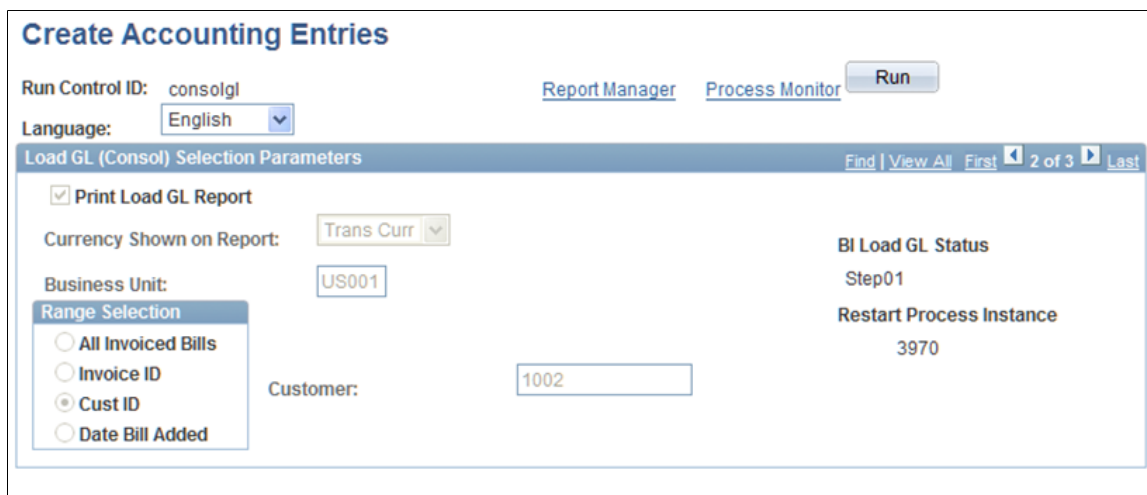 Create Accounting Entries
Run Control ID: consolgl Report Manager Process Monitor Run
Language: English
Load GL (Consol) Selection Parameters Find | View All First 2 of 3 Last
Print Load GL Report
Currency Shown on Report: Trans Curr
BI Load GL Status
Business Unit: US001 Step01
Range Selection Restart Process Instance
All Invoiced Bills 3970
Invoice ID
Customer: 1002
Cust ID
Date Bill Added